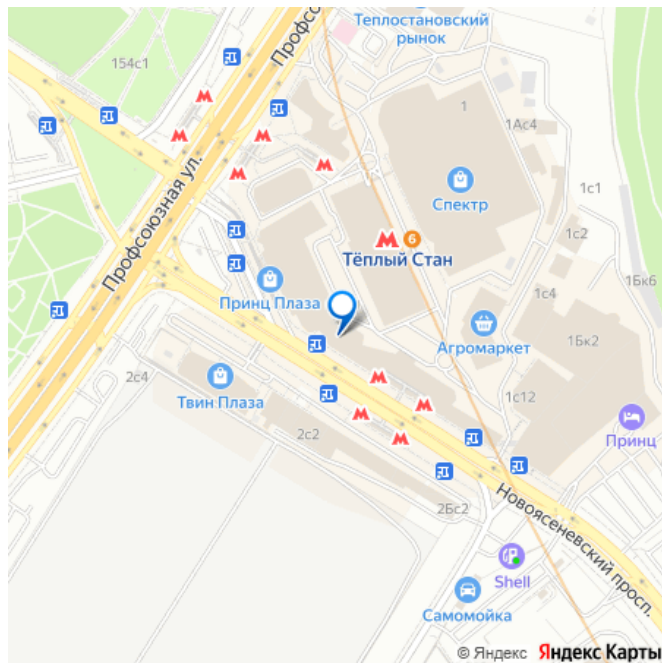 Теплостановский
рынок
Профсо
154с1
1
1Ас4
Профсоюзная ул.
Спектр
1с1
1с2
6
Тёплый Стан
1Бк6
Принц Плаза
1с4
1Бк2
Агромаркет
2с4
Твин Плаза
1с12
2с2
Принц
2Бс2
Новоясеневский просп.
Shell
Самомойка
© Яндекс Яндекс Карты